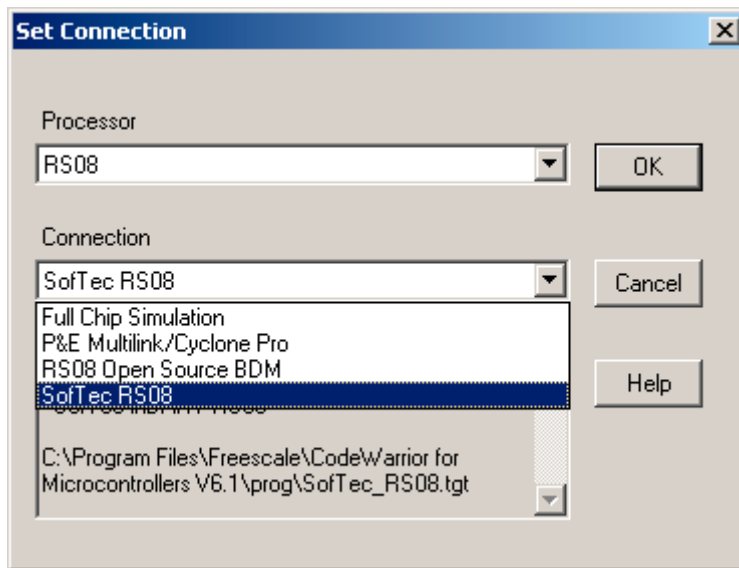 Set Connection
Processor
RS08
OK
Connection
SofTec RS08
Cancel
Full Chip Simulation
P&E Multilink/Cyclone Pro
RS08 Open Source BDM
SofTec RS08
Help
C:\Program Files\Freescale\CodeWarrior for
Microcontrollers V6.1\prog\SofTec_RS08.tgt